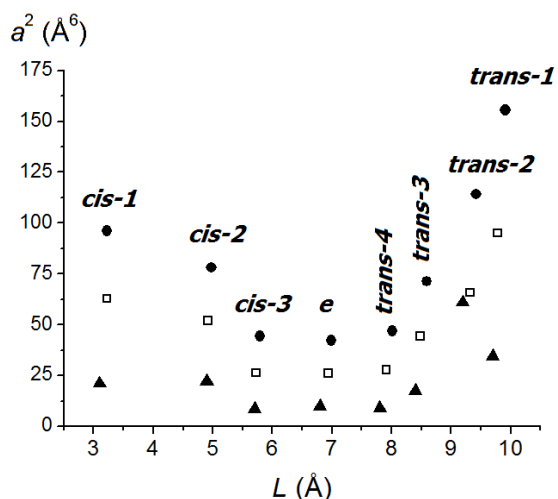 a² (Å⁶)
175
150
125
100
75
50
25
0
cis-1
cis-2
cis-3
e
trans-4
trans-3
trans-2
trans-1
3 4 5 6 7 8 9 10
L (Å)